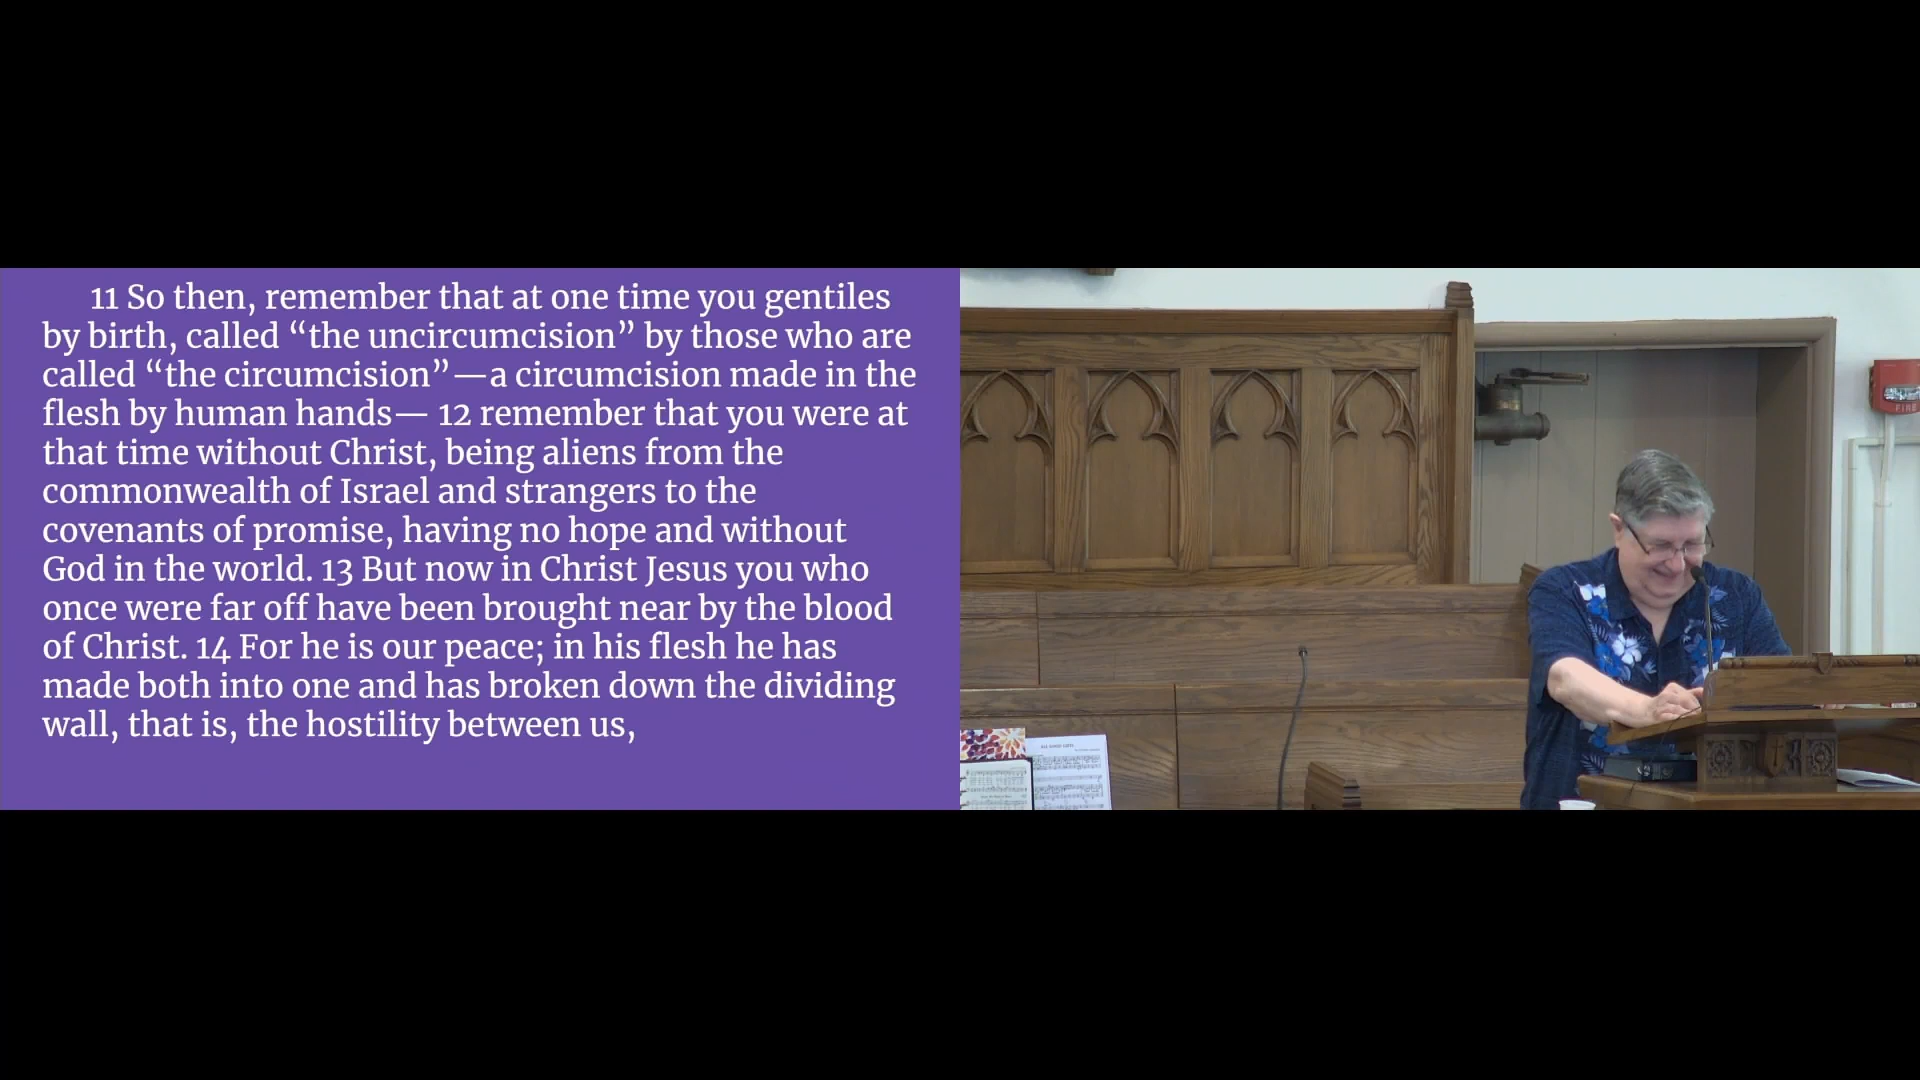 11 So then, remember that at one time you gentiles
by birth, called “the uncircumcision” by those who are
called “the circumcision”—a circumcision made in the
flesh by human hands— 12 remember that you were at
that time without Christ, being aliens from the
commonwealth of Israel and strangers to the
covenants of promise, having no hope and without
God in the world. 13 But now in Christ Jesus you who
once were far off have been brought near by the blood
of Christ. 14 For he is our peace; in his flesh he has
made both into one and has broken down the dividing
wall, that is, the hostility between us,
FIRE
ALL GOOD GIFTS